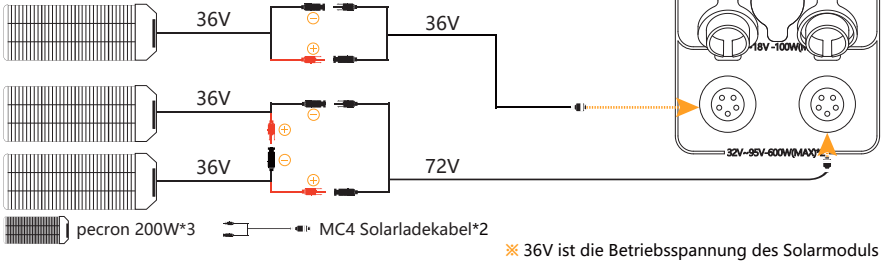 36V
36V
~18V -100W(M
36V
36V
72V
32V~95V-600W(MAX)*2
pecron 200W*3
MC4 Solarladekabel*2
※ 36V ist die Betriebsspannung des Solarmoduls